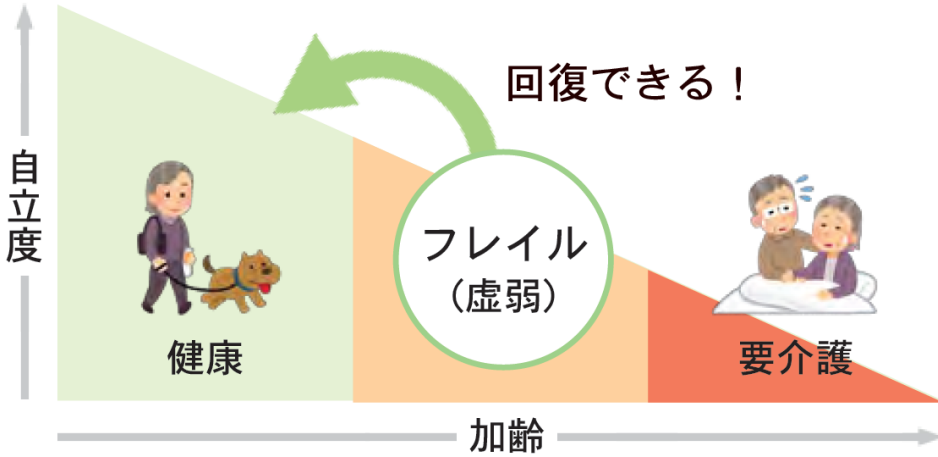 回復できる！
自立度
フレイル
（虚弱）
健康
要介護
加齢